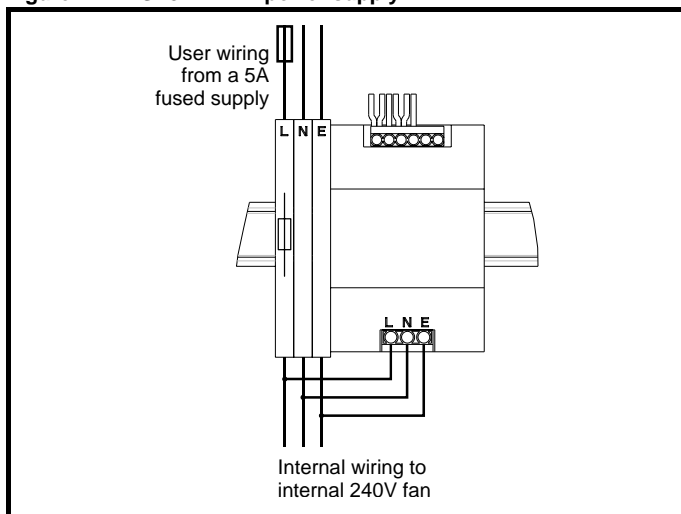 User wiring
from a 5A
fused supply
L N E
L N E
Internal wiring to
internal 240V fan